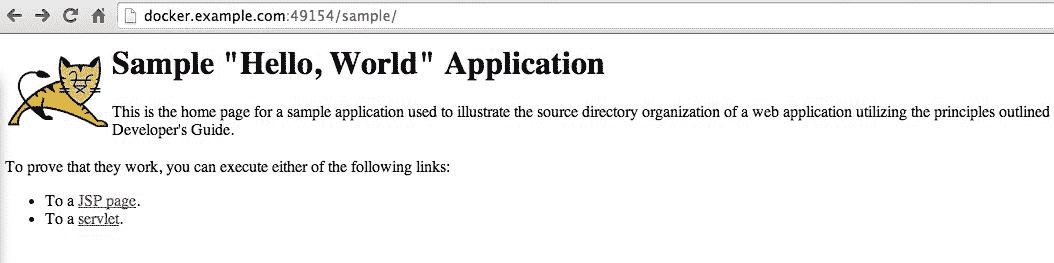 docker.example.com:49154/sample/
Sample "Hello, World" Application
This is the home page for a sample application used to illustrate the source directory organization of a web application utilizing the principles outlined
Developer's Guide.
To prove that they work, you can execute either of the following links:
• To a JSP page.
• To a servlet.